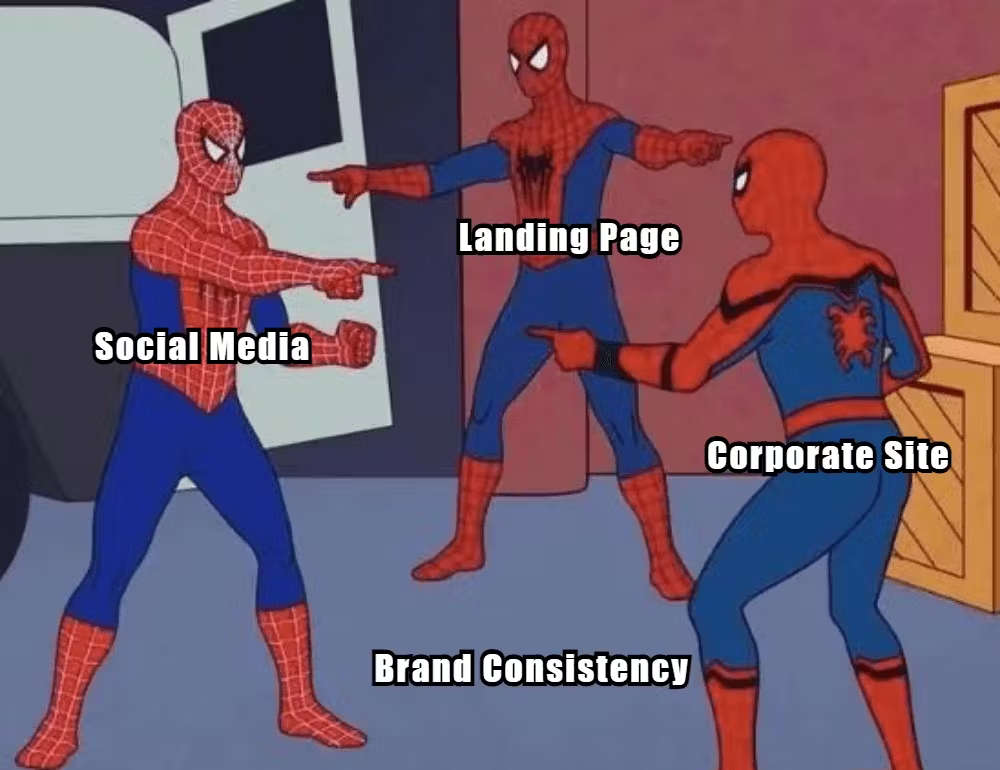 Landing Page
Social Media
Corporate Site
Brand Consistency